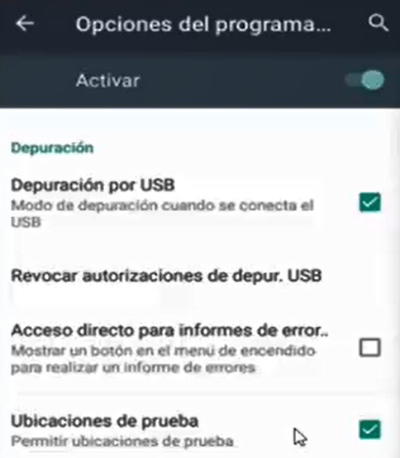 Opciones del programa...
Activar
Depuración
Depuración por USB
Modo de depuración cuando se conecta el
USB
Revocar autorizaciones de depur. USB
Acceso directo para informes de error..
Mostrar un botón en el menú de encendido
para realizar un informe de errores
Ubicaciones de prueba
Permitir ubicaciones de prueba